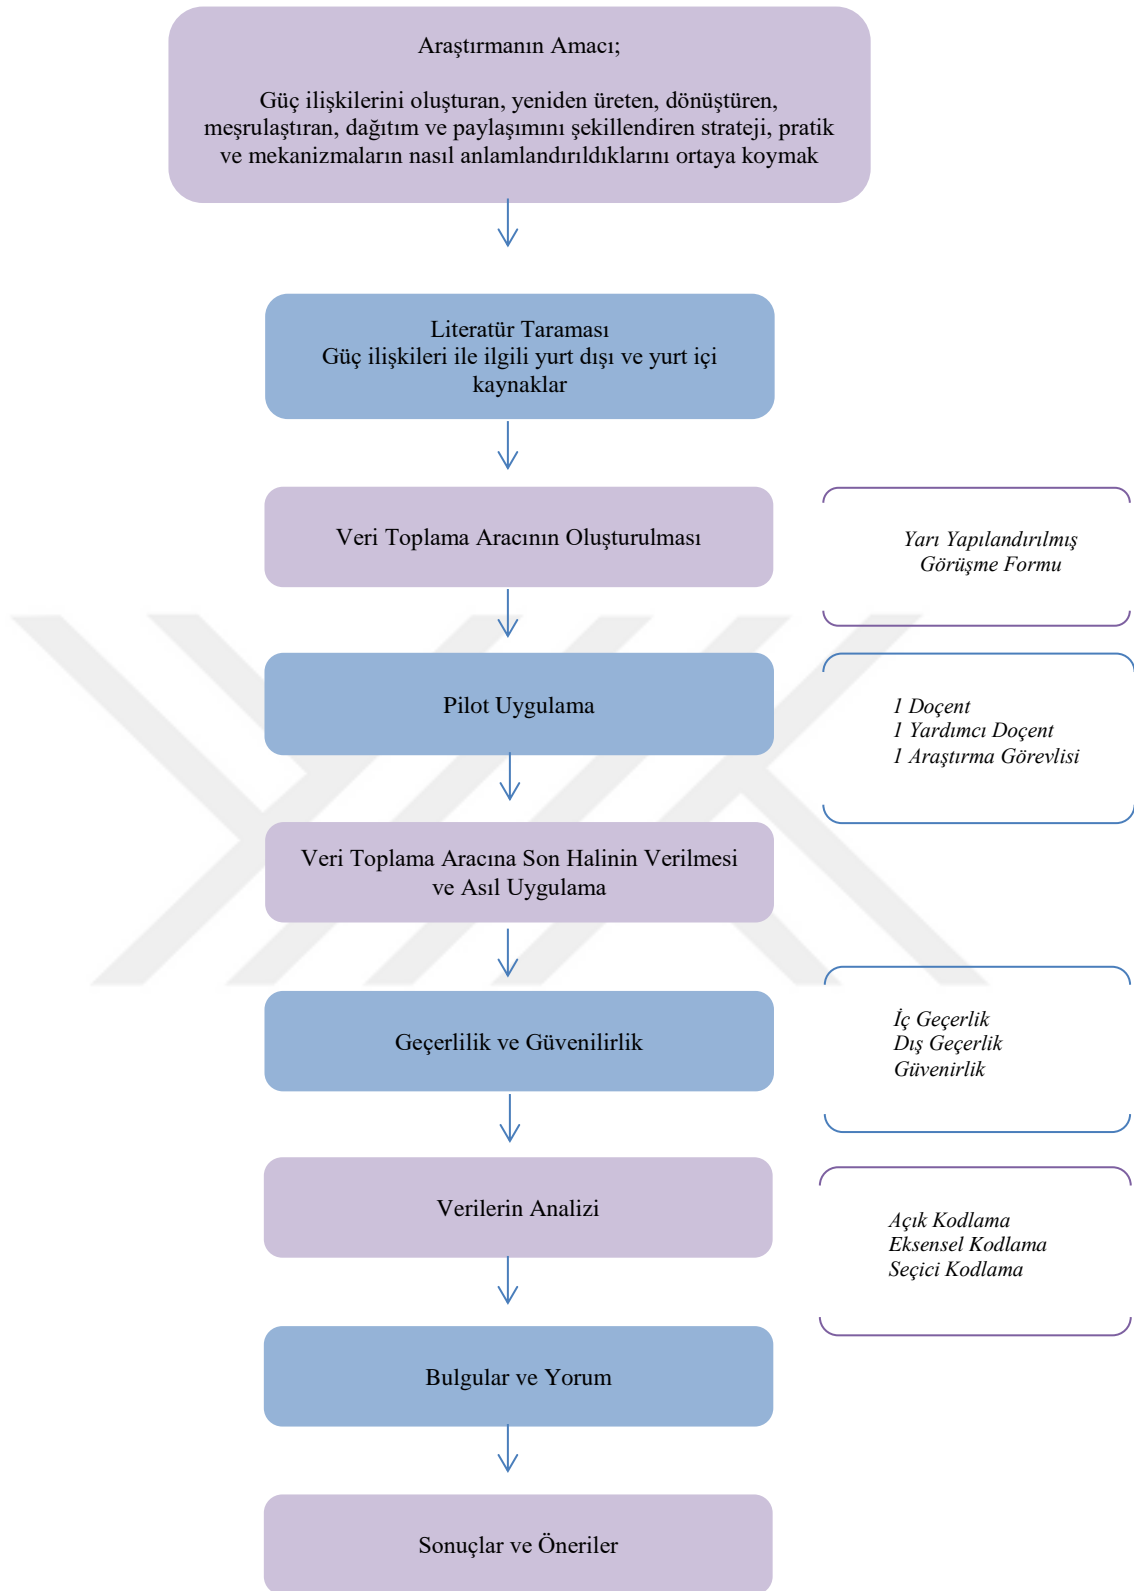 Araştırmanın Amacı;
Güç ilişkilerini oluşturan, yeniden üreten, dönüştüren,
meşrulaştıran, dağıtım ve paylaşımını şekillendiren strateji, pratik
ve mekanizmaların nasıl anlamlandırıldıklarını ortaya koymak
Literatür Taraması
Güç ilişkileri ile ilgili yurt dışı ve yurt içi
kaynaklar
Veri Toplama Aracının Oluşturulması
Yarı Yapılandırılmış
Görüşme Formu
Pilot Uygulama
1 Doçent
1 Yardımcı Doçent
1 Araştırma Görevlisi
Veri Toplama Aracına Son Halinin Verilmesi
ve Asıl Uygulama
Geçerlilik ve Güvenilirlik
İç Geçerlik
Dış Geçerlik
Güvenirlik
Verilerin Analizi
Açık Kodlama
Eksensel Kodlama
Seçici Kodlama
Bulgular ve Yorum
Sonuçlar ve Öneriler